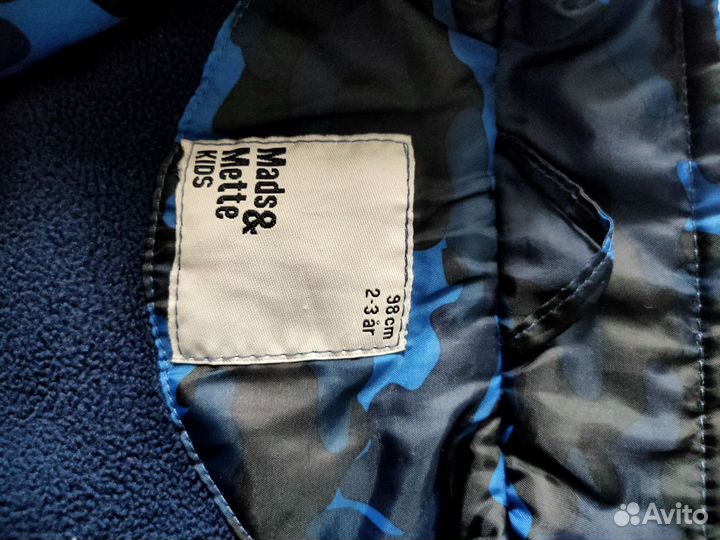 Mads&
Mette
KIDS
98 cm
2-3 år
Avito